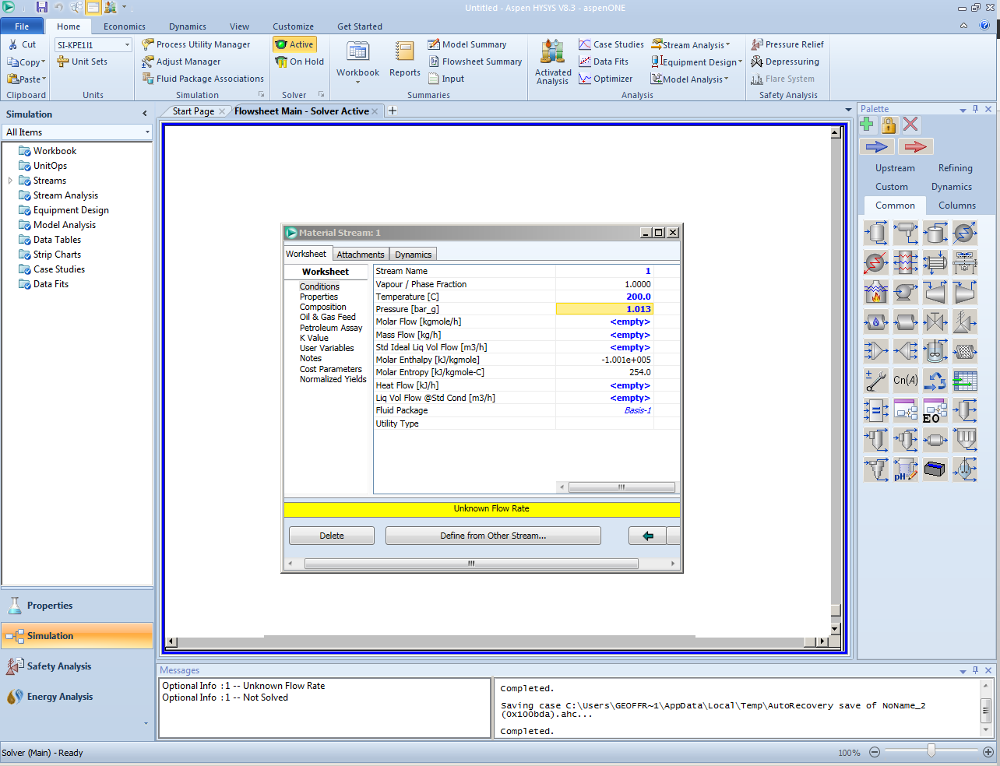 Untitled - Aspen HYSYS V8.3 - aspenONE
File Home Economics Dynamics View Customize Get Started
Cut
Copy
Paste
Clipboard
SI-KPE1I1
Unit Sets
Units
Process Utility Manager
Adjust Manager
Fluid Package Associations
Simulation
Active
On Hold
Solver
Workbook
Reports
Model Summary
Flowsheet Summary
Input
Summaries
Activated
Analysis
Case Studies
Data Fits
Optimizer
Stream Analysis
Equipment Design
Model Analysis
Analysis
Pressure Relief
Depressuring
Flare System
Safety Analysis
Simulation
All Items
Workbook
UnitOps
Streams
Stream Analysis
Equipment Design
Model Analysis
Data Tables
Strip Charts
Case Studies
Data Fits
Properties
Simulation
Safety Analysis
Energy Analysis
Start Page
Flowsheet Main - Solver Active
Material Stream: 1
Worksheet Attachments Dynamics
Worksheet
Conditions
Properties
Composition
Oil & Gas Feed
Petroleum Assay
K Value
User Variables
Notes
Cost Parameters
Normalized Yields
Stream Name 1
Vapour / Phase Fraction 1.0000
Temperature [C] 200.0
Pressure [bar_g] 1.013
Molar Flow [kgmole/h] <empty>
Mass Flow [kg/h] <empty>
Std Ideal Liq Vol Flow [m3/h] <empty>
Molar Enthalpy [kJ/kgmole] -1.001e+005
Molar Entropy [kJ/kgmole-C] 254.0
Heat Flow [kJ/h] <empty>
Liq Vol Flow @Std Cond [m3/h] <empty>
Fluid Package Basis-1
Utility Type
Unknown Flow Rate
Delete
Define from Other Stream...
Palette
Upstream Refining
Custom Dynamics
Common Columns
Cn(A)
EO
pH
Messages
Optional Info : 1 -- Unknown Flow Rate
Optional Info : 1 -- Not Solved
Completed.
Saving case C:\Users\GEOFFR~1\AppData\Local\Temp\AutoRecovery save of NoName_2
(0x100bda).ahc...
Completed.
Solver (Main) - Ready
100%